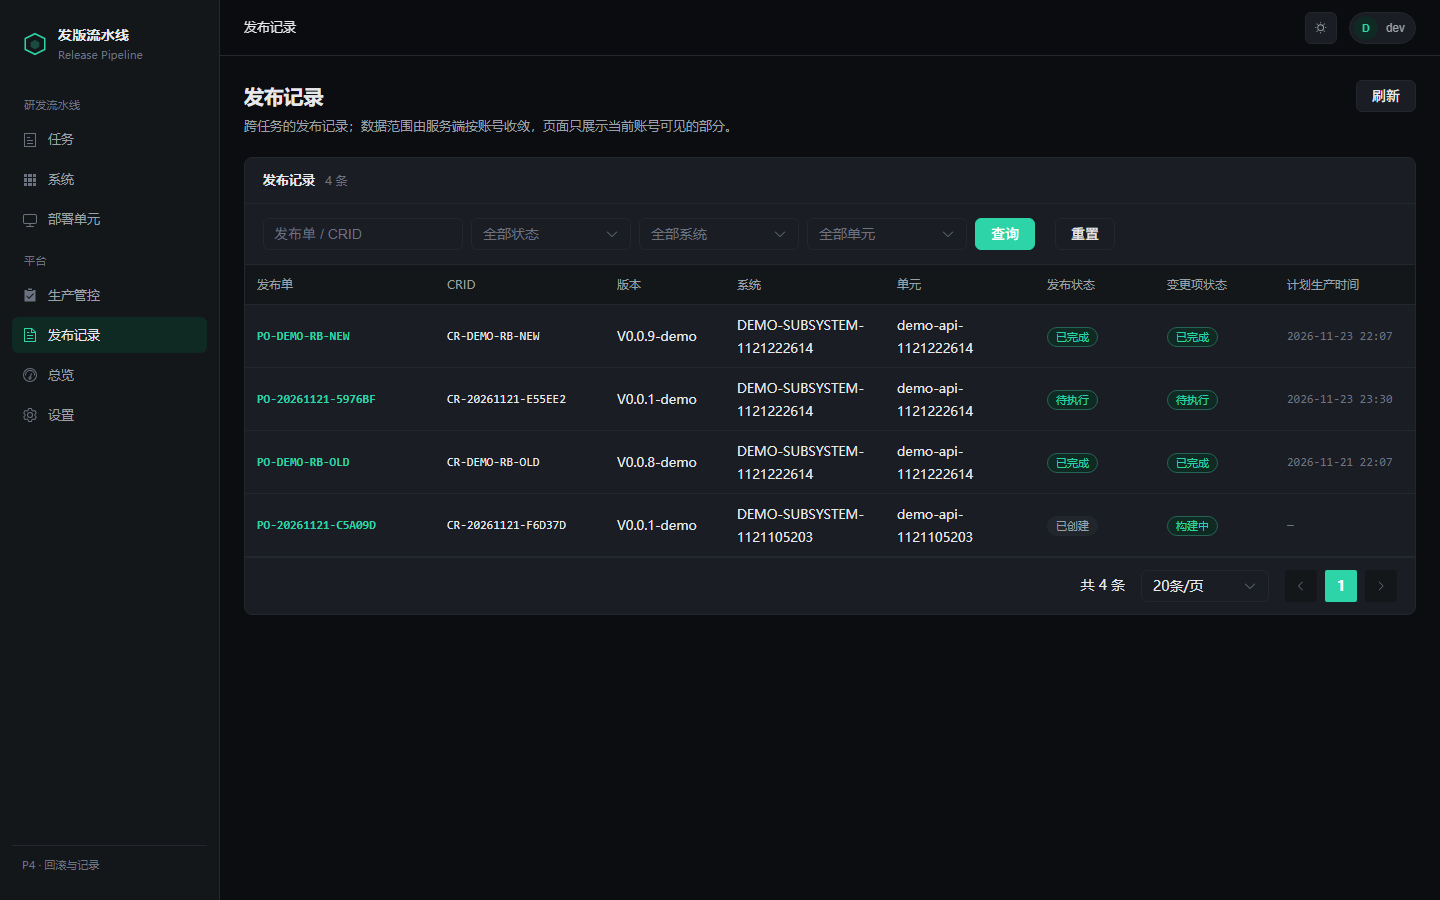 发版流水线
Release Pipeline
研发流水线
任务
系统
部署单元
平台
生产管控
发布记录
总览
设置
P4 · 回滚与记录
发布记录
D dev
发布记录
刷新
跨任务的发布记录；数据范围由服务端按账号收敛，页面只展示当前账号可见的部分。
发布记录 4 条
发布单 / CRID 全部状态 全部系统 全部单元 查询 重置
发布单 CRID 版本 系统 单元 发布状态 变更项状态 计划生产时间
PO-DEMO-RB-NEW CR-DEMO-RB-NEW V0.0.9-demo DEMO-SUBSYSTEM-1121222614 demo-api-1121222614 已完成 已完成 2026-11-23 22:07
PO-20261121-5976BF CR-20261121-E55EE2 V0.0.1-demo DEMO-SUBSYSTEM-1121222614 demo-api-1121222614 待执行 待执行 2026-11-23 23:30
PO-DEMO-RB-OLD CR-DEMO-RB-OLD V0.0.8-demo DEMO-SUBSYSTEM-1121222614 demo-api-1121222614 已完成 已完成 2026-11-21 22:07
PO-20261121-C5A09D CR-20261121-F6D37D V0.0.1-demo DEMO-SUBSYSTEM-1121105203 demo-api-1121105203 已创建 构建中 —
共 4 条 20条/页 1